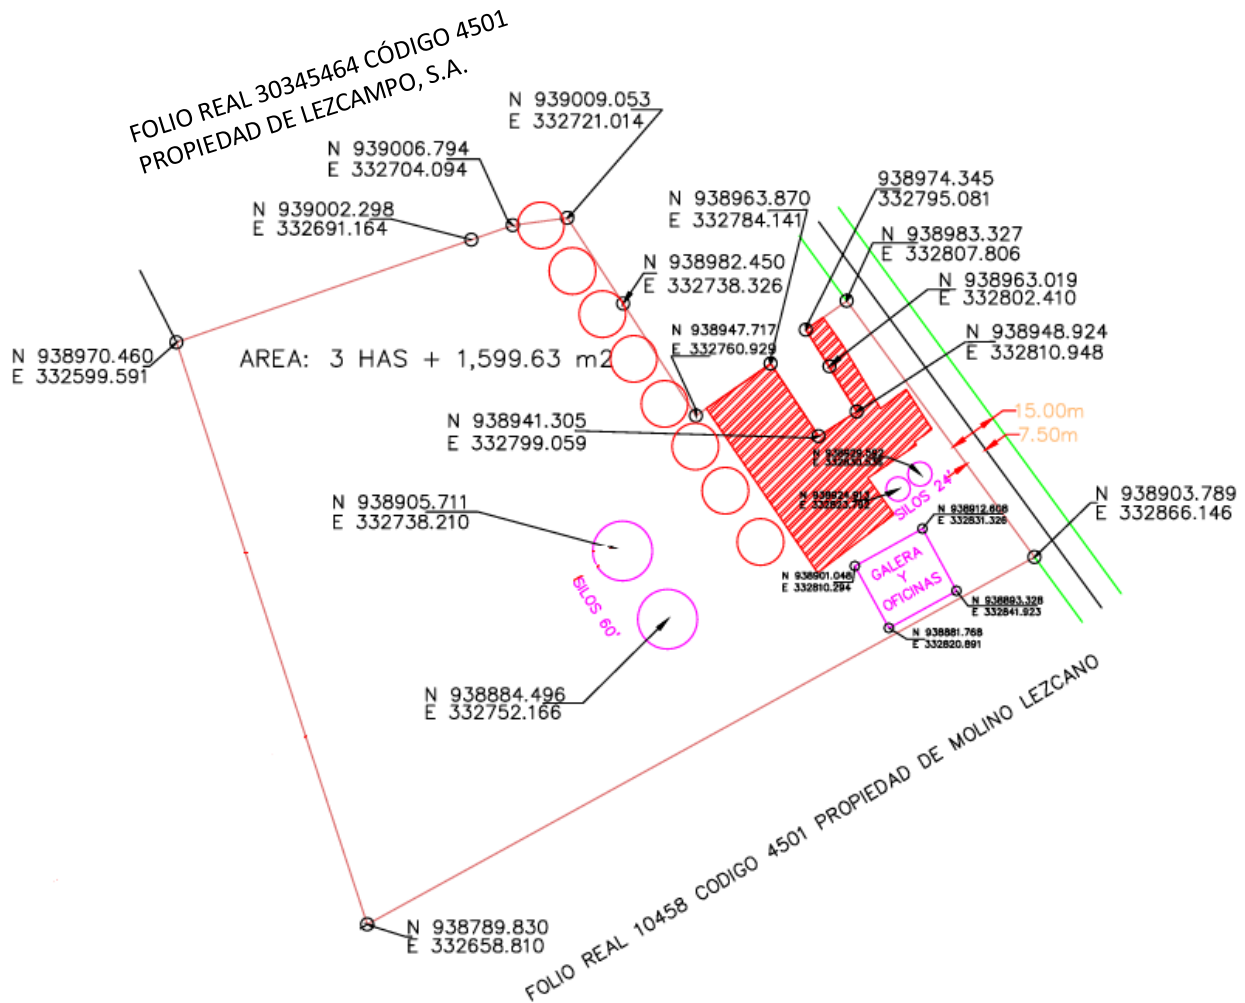 FOLIO REAL 30345464 CÓDIGO 4501
PROPIEDAD DE LEZCAMPO, S.A.
N 939009.053
E 332721.014
N 939006.794
E 332704.094
N 939002.298
E 332691.164
N 938963.870
E 332784.141
938974.345
332795.081
N 938983.327
E 332807.806
N 938982.450
E 332738.326
N 938963.019
E 332802.410
N 938947.717
E 332760.929
N 938948.924
E 332810.948
N 938970.460
E 332599.591
AREA: 3 HAS + 1,599.63 m2
N 938941.305
E 332799.059
15.00m
7.50m
N 938905.711
E 332738.210
SILOS 24'
N 938903.789
E 332866.146
N 938912.608
E 332831.326
N 938901.048
E 332810.294
GALERA
Y
OFICINAS
SILOS 60'
N 938893.328
E 332841.923
N 938881.768
E 332820.891
N 938884.496
E 332752.166
N 938789.830
E 332658.810
FOLIO REAL 10458 CODIGO 4501 PROPIEDAD DE MOLINO LEZCANO